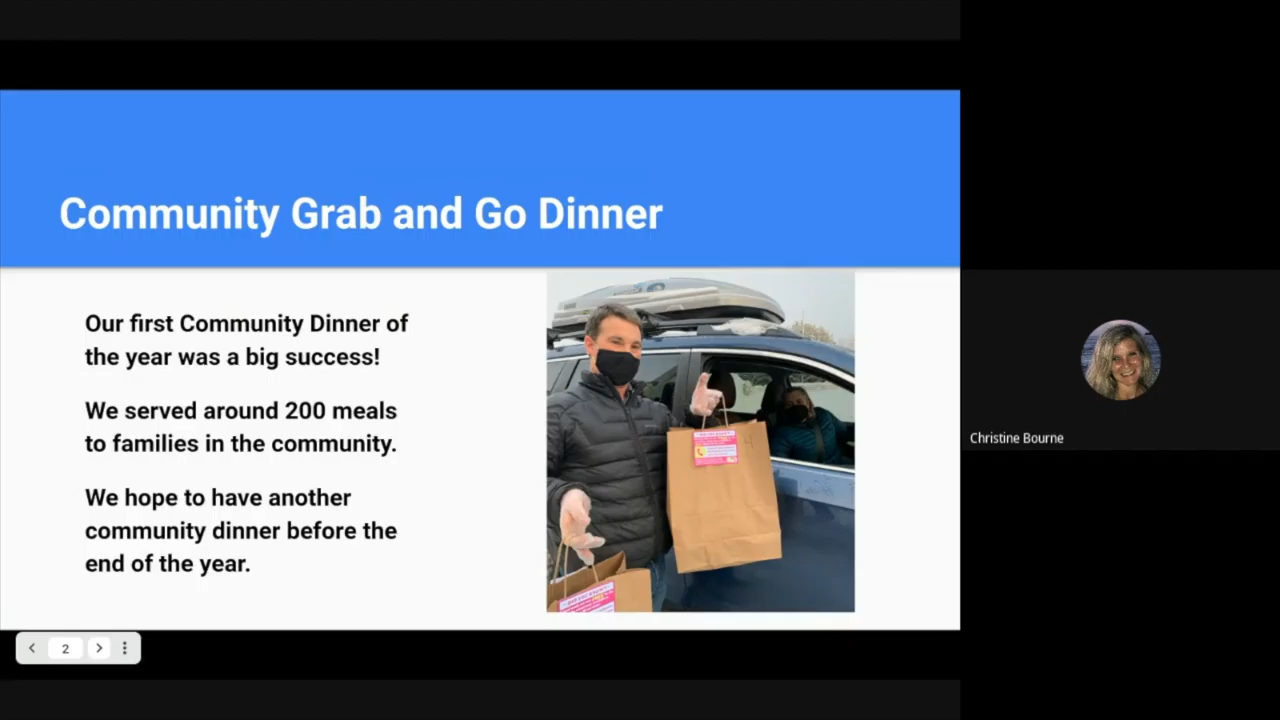 Community Grab and Go Dinner
Our first Community Dinner of
the year was a big success!
We served around 200 meals
to families in the community.
We hope to have another
community dinner before the
end of the year.
Christine Bourne
2